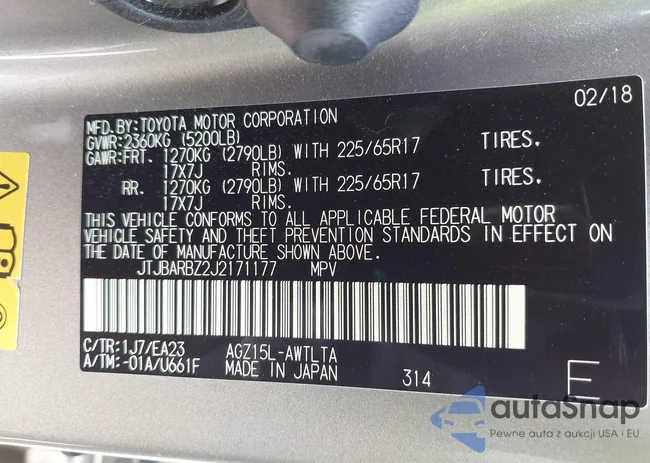 02/18
MFD.BY:TOYOTA MOTOR CORPORATION
GVWR:2360KG (5200LB)
GAWR:FRT. 1270KG (2790LB) WITH 225/65R17 TIRES.
17X7J RIMS.
RR. 1270KG (2790LB) WITH 225/65R17 TIRES.
17X7J RIMS.
THIS VEHICLE CONFORMS TO ALL APPLICABLE FEDERAL MOTOR
VEHICLE SAFETY AND THEFT PREVENTION STANDARDS IN EFFECT ON
THE DATE OF MANUFACTURE SHOWN ABOVE.
JTJBARBZ2J2171177 MPV
C/TR:1J7/EA23 AGZ15L-AWTLTA
A/TM:-01A/U661F MADE IN JAPAN 314 E
autaSnap
Pewne auta z aukcji USA i EU